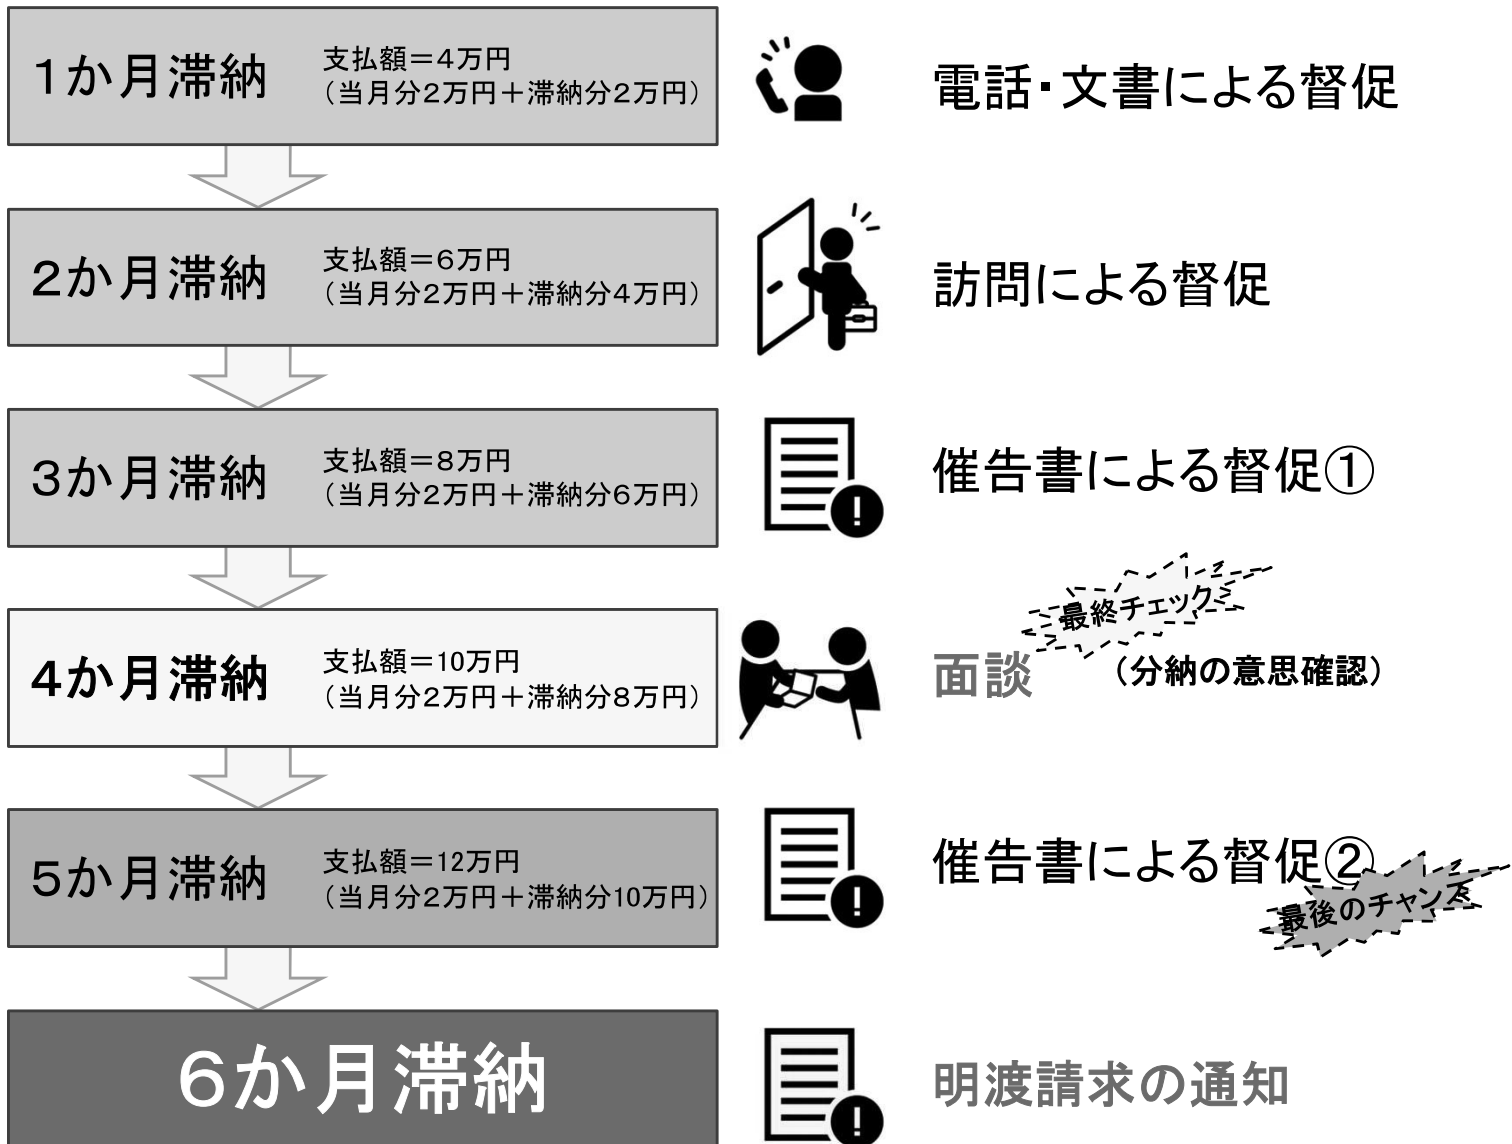 1か月滞納
支払額＝4万円
（当月分2万円＋滞納分2万円）
電話・文書による督促
2か月滞納
支払額＝6万円
（当月分2万円＋滞納分4万円）
訪問による督促
3か月滞納
支払額＝8万円
（当月分2万円＋滞納分6万円）
催告書による督促①
4か月滞納
支払額＝10万円
（当月分2万円＋滞納分8万円）
最終チェック
面談
（分納の意思確認）
5か月滞納
支払額＝12万円
（当月分2万円＋滞納分10万円）
催告書による督促②
最後のチャンス
6か月滞納
明渡請求の通知